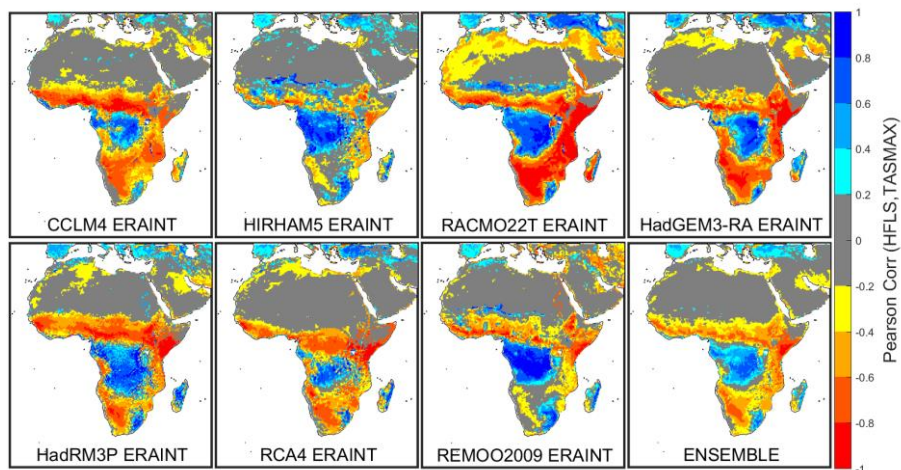 CCLM4 ERAINT
HIRHAM5 ERAINT
RACMO22T ERAINT
HadGEM3-RA ERAINT
HadRM3P ERAINT
RCA4 ERAINT
REMOO2009 ERAINT
ENSEMBLE
1
0.8
0.6
0.4
0.2
0
-0.2
-0.4
-0.6
-0.8
-1
Pearson Corr (HFLS,TASMAX)